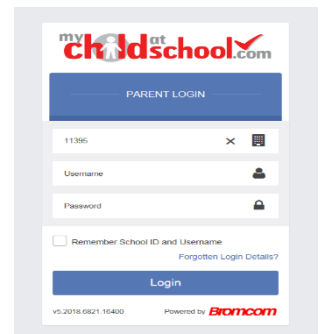 my child at school.com
PARENT LOGIN
11395
Username
Password
Remember School ID and Username
Forgotten Login Details?
Login
v5.2018.6821.16400 Powered by Bromcom